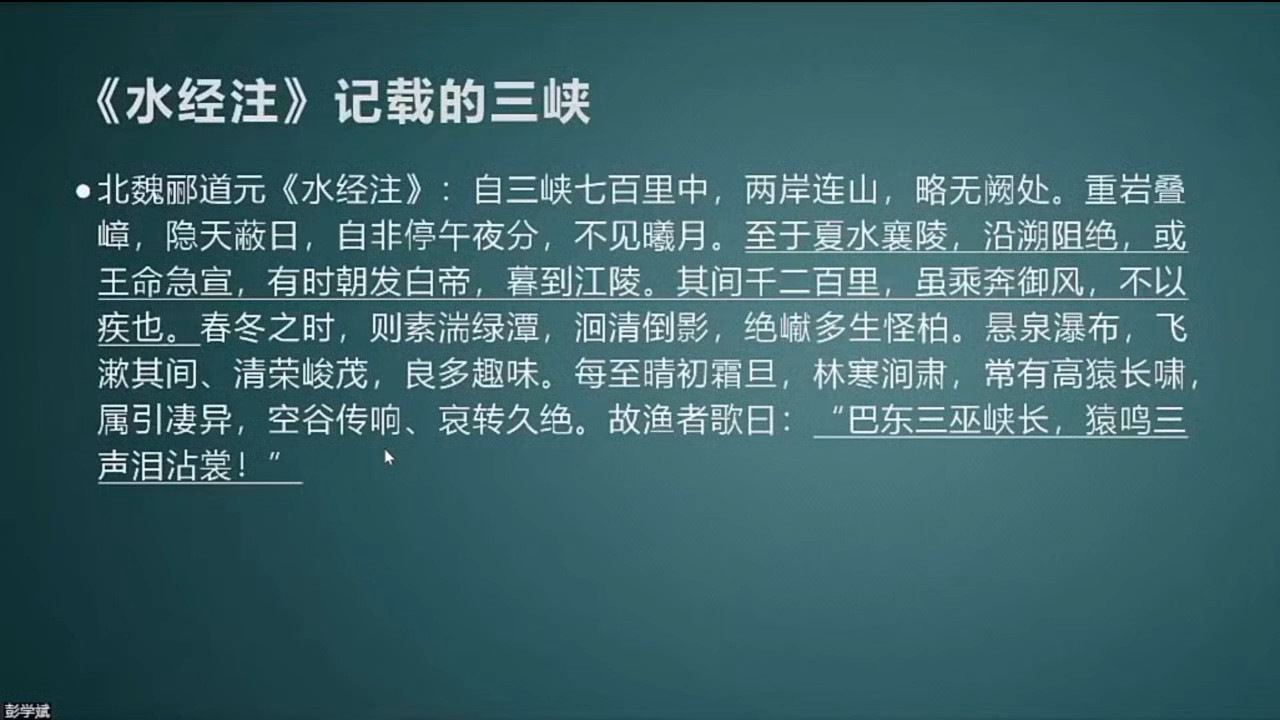 《水经注》记载的三峡
●北魏郦道元《水经注》：自三峡七百里中，两岸连山，略无阙处。重岩叠
嶂，隐天蔽日，自非停午夜分，不见曦月。至于夏水襄陵，沿溯阻绝，或
王命急宣，有时朝发白帝，暮到江陵。其间千二百里，虽乘奔御风，不以
疾也。春冬之时，则素湍绿潭，洄清倒影，绝巘多生怪柏。悬泉瀑布，飞
漱其间、清荣峻茂，良多趣味。每至晴初霜旦，林寒涧肃，常有高猿长啸，
属引凄异，空谷传响、哀转久绝。故渔者歌曰：“巴东三巫峡长，猿鸣三
声泪沾裳！”
彭学斌